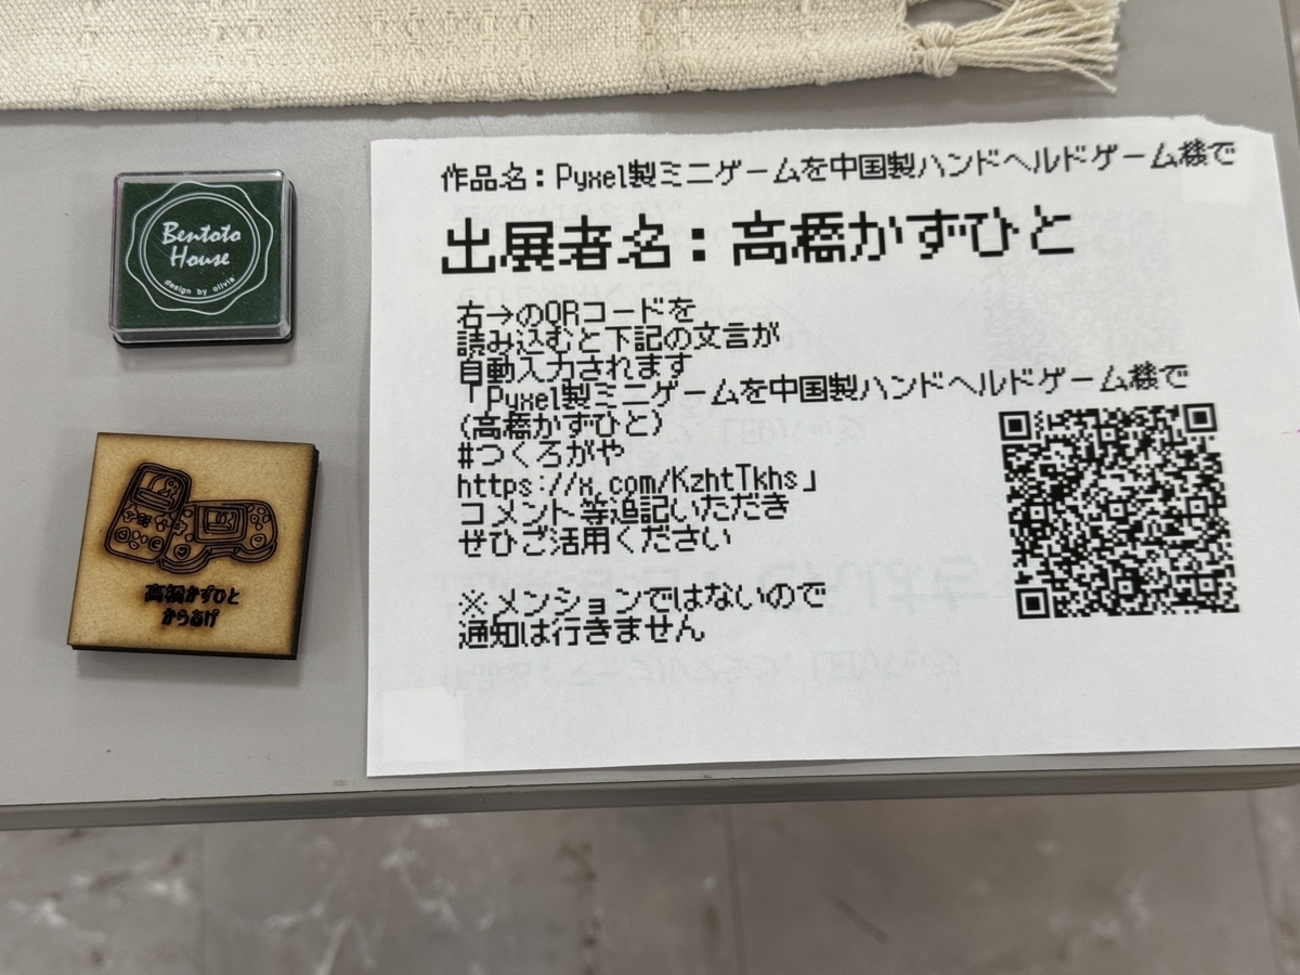 作品名：Pyxel製ミニゲームを中国製ハンドヘルドゲーム機で
出展者名：高橋かずひと
右→のQRコードを
読み込むと下記の文言が
自動入力されます
「Pyxel製ミニゲームを中国製ハンドヘルドゲーム機で
(高橋かずひと)
#つくろがや
https://x.com/KzhtTkhs」
コメント等追記いただき
ぜひご活用ください
※メンションではないので
通知は行きません
Bentoto
House
design by olivia
高橋かずひと
からあげ